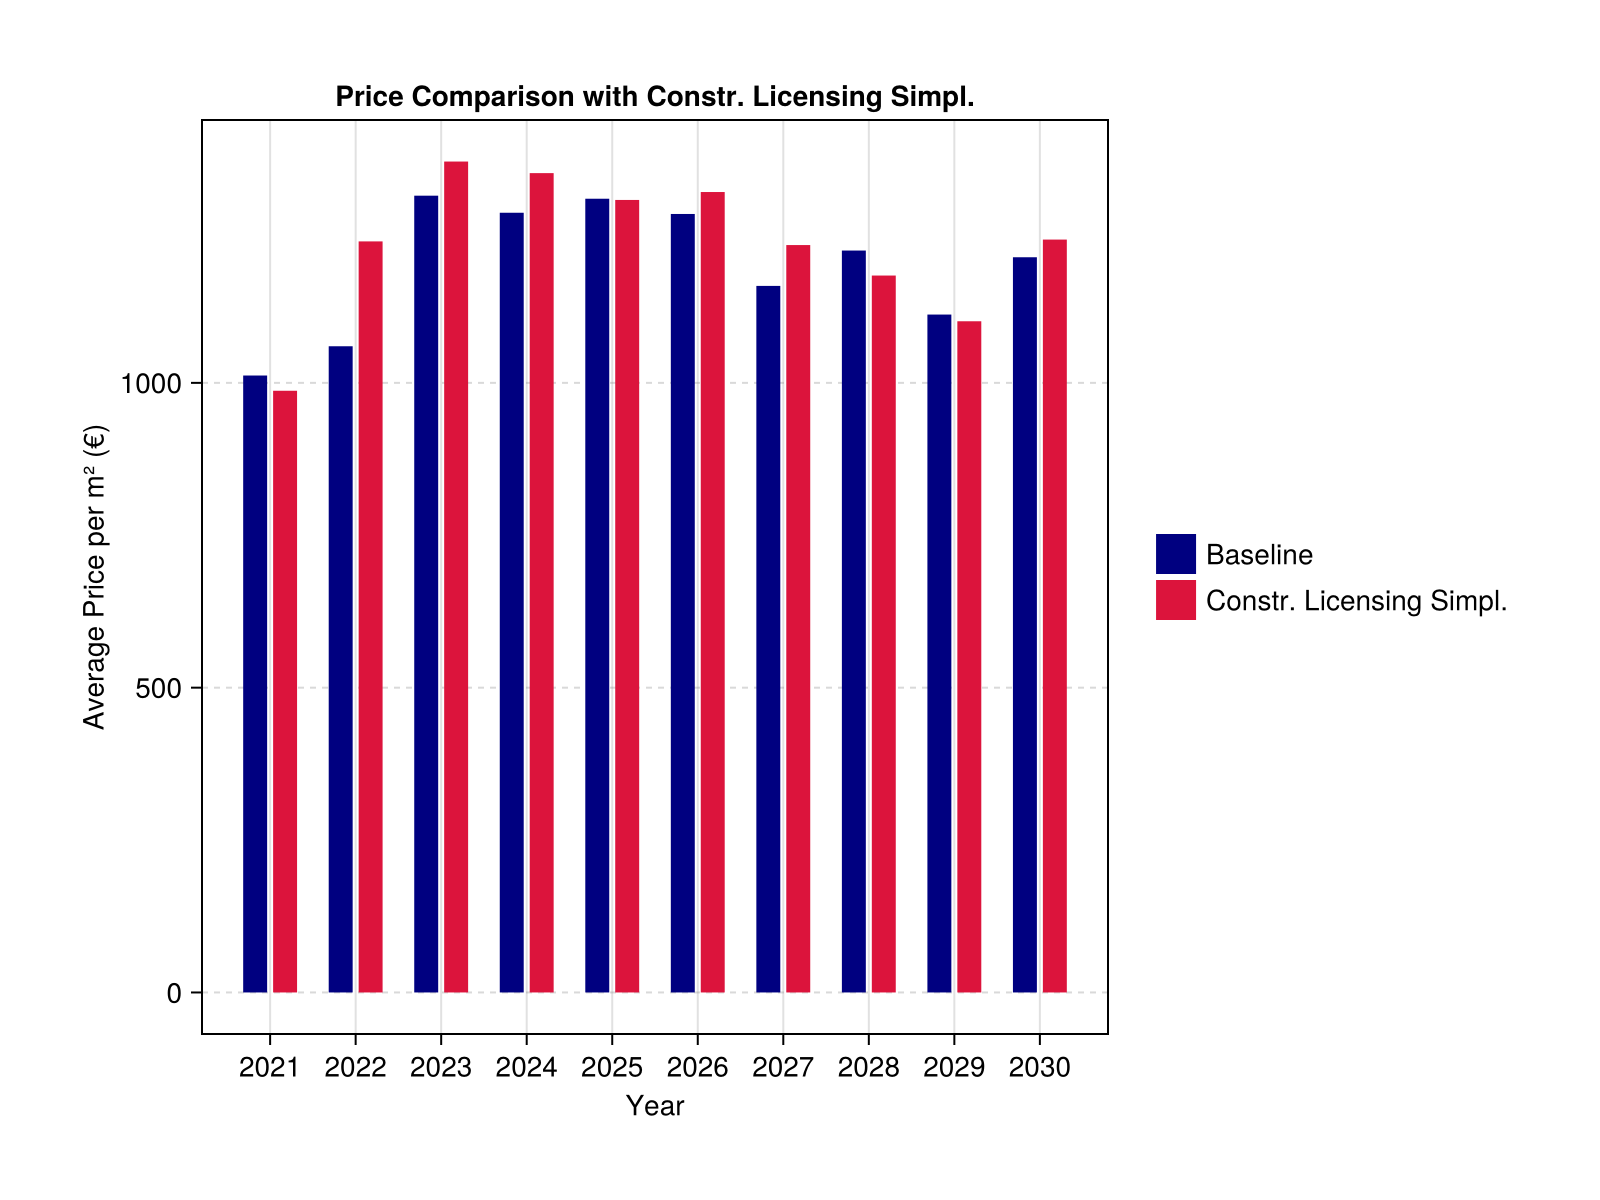 Price Comparison with Constr. Licensing Simpl.
Average Price per m² (€)
1000
500
0
2021 2022 2023 2024 2025 2026 2027 2028 2029 2030
Year
Baseline
Constr. Licensing Simpl.